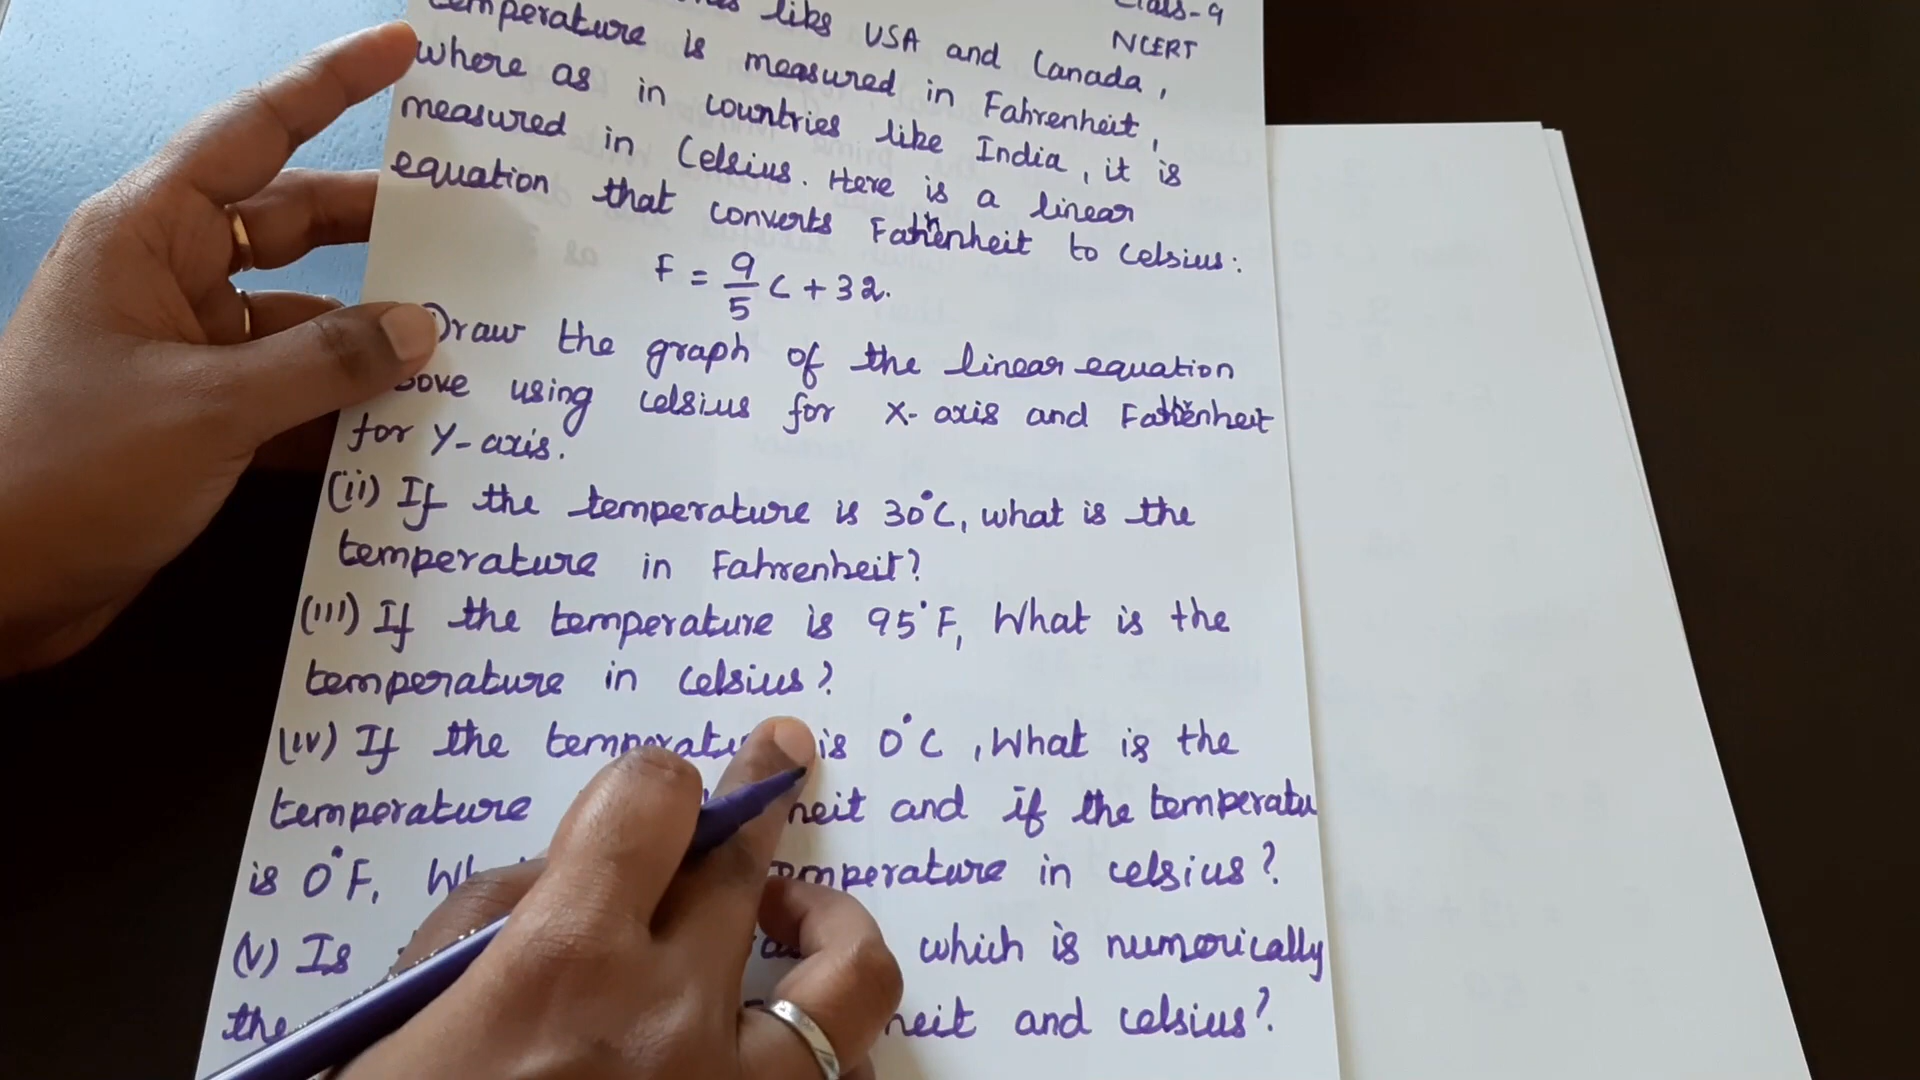 like USA and Canada,
Class-9
NCERT
temperature is measured in Fahrenheit,
where as in countries like India, it is
measured in Celsius. Here is a linear
equation that converts Fahrenheit to Celsius:
F = 9/5 C + 32.
Draw the graph of the linear equation
using celsius for X-axis and Fahrenheit
for Y-axis.
(ii) If the temperature is 30°C, what is the
temperature in Fahrenheit?
(iii) If the temperature is 95°F, What is the
temperature in celsius?
(iv) If the is 0°C, What is the
temperature and if the temperatu
is 0°F, in celsius?
(v) Is which is numerically
the and celsius?